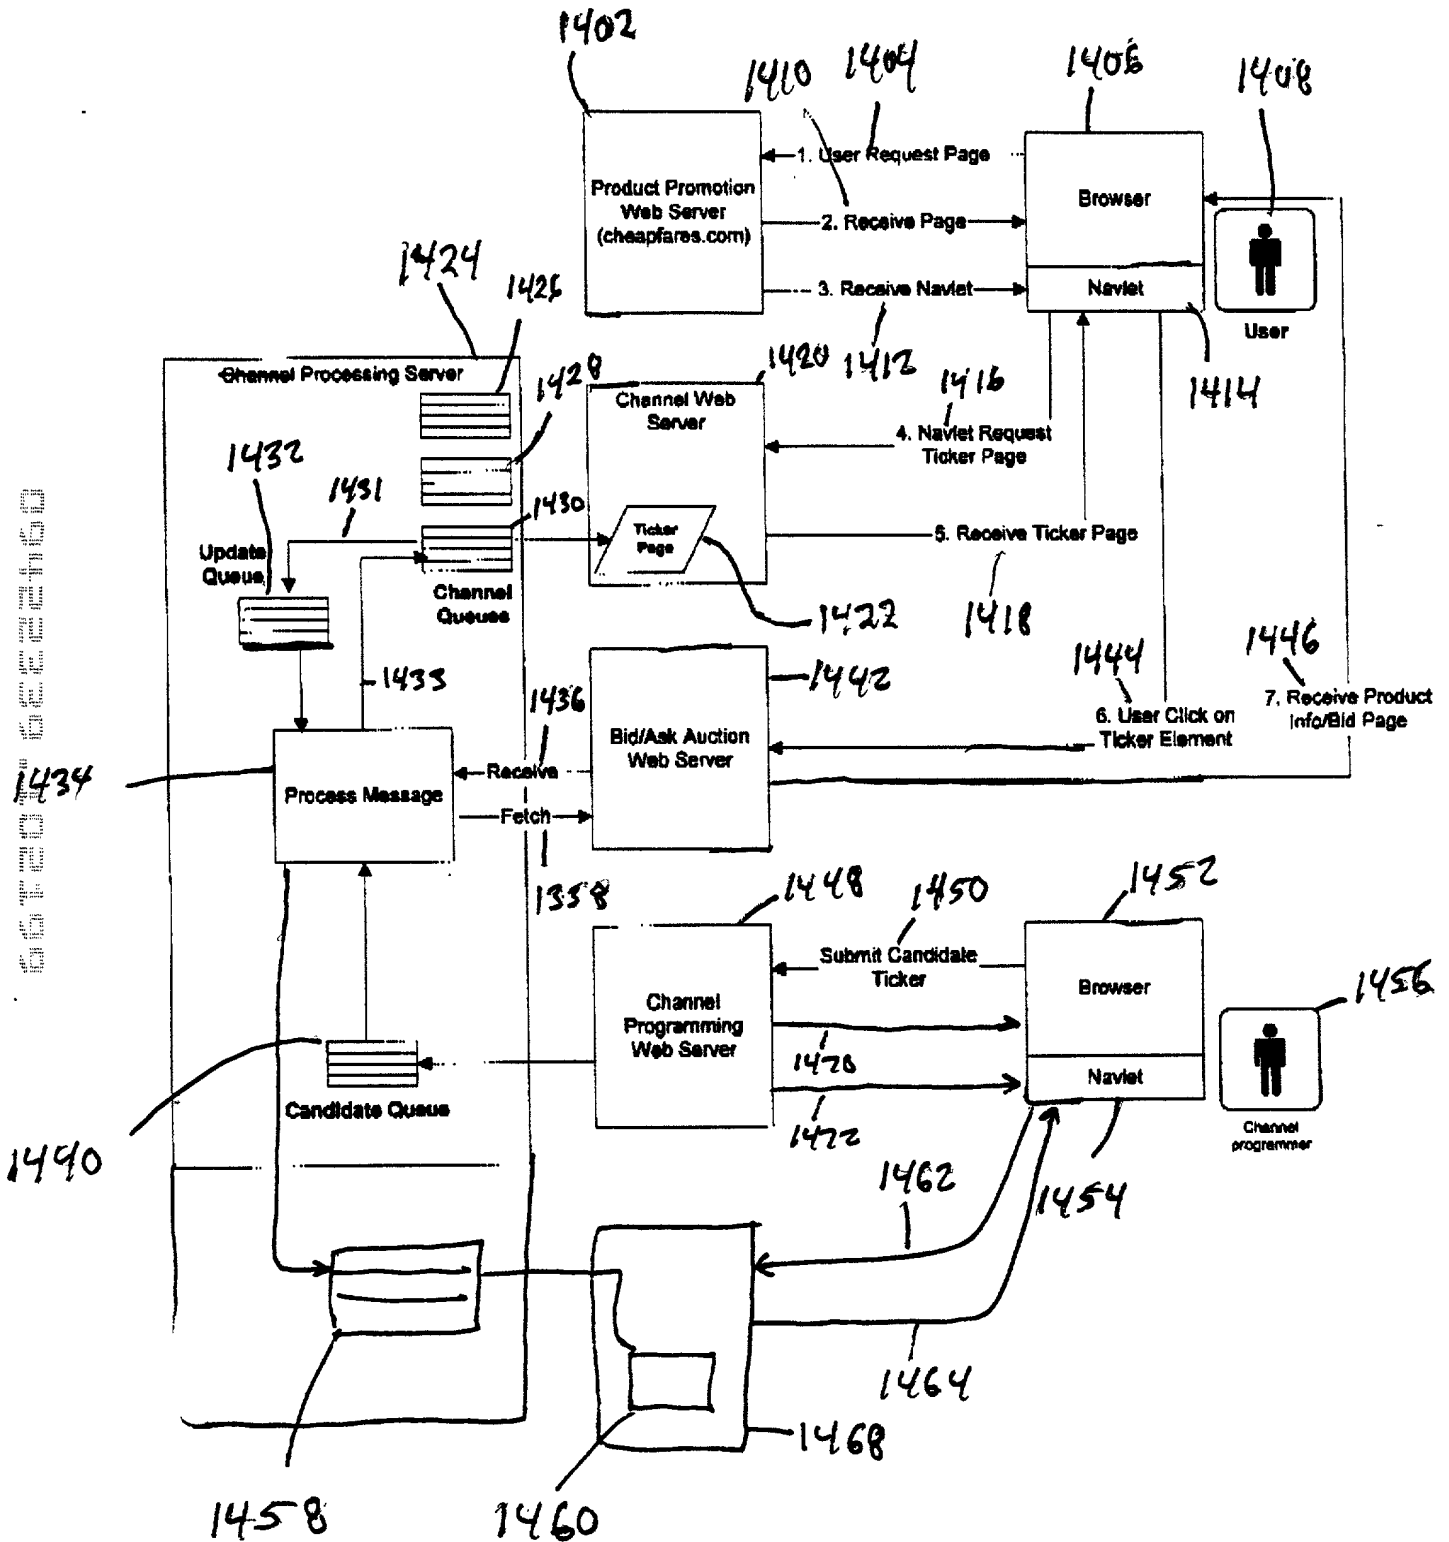 1402
1410
1404
1406
1408
1. User Request Page
Product Promotion
Web Server
(cheapfares.com)
2. Receive Page
Browser
3. Receive Navlet
Navlet
User
1424
1426
1412
1414
Channel Processing Server
1428
1420
1416
Channel Web
Server
4. Navlet Request
Ticker Page
1432
1431
1430
Ticker
Page
5. Receive Ticker Page
Update
Queue
Channel
Queues
1422
1418
1433
1436
1442
1444
1446
6. User Click on
Ticker Element
7. Receive Product
Info/Bid Page
Bid/Ask Auction
Web Server
1434
Process Message
Receive
Fetch
1338
1448
1450
1452
Submit Candidate
Ticker
Browser
1456
Channel
Programming
Web Server
1470
Navlet
1472
Candidate Queue
Channel
programmer
1440
1462
1454
1464
1468
1458
1460